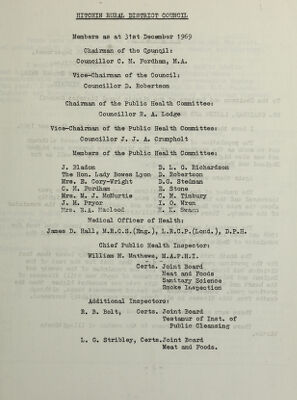 HITCHIN RURAL DISTRICT COUNCIL
Members as at 31st December 1969
Chairman of the Council:
Councillor C. M. Fordham, M.A.
Vice-Chairman of the Council:
Councillor D. Robertson
Chairman of the Public Health Committee:
Councillor R. A. Lodge
Vice-Chairman of the Public Health Committee:
Councillor J. J. A. Crumpholt
Members of the Public Health Committee:
J. Bladon D. L. G. Richardson
The Hon. Lady Bowes Lyon D. Robertson
Mrs. E. Cory-Wright D.C. Stedman
C. M. Fordham R. Stone
Mrs. M. J. McMurtie C. M. Tisbury
J. M. Pryor I. O. Wren
Mrs. E.A. Macleod H. K. Swann
Medical Officer of Health:
James D. Hall, M.R.C.S.(Eng.), L.R.C.P.(Lond.), D.P.H.
Chief Public Health Inspector:
William H. Mathews, M.A.P.H.I.
Certs. Joint Board
Meat and Foods
Sanitary Science
Smoke Inspection
Additional Inspectors:
R. B. Bolt, Certs. Joint Board
Testamur of Inst. of
Public Cleansing
L. G. Stribley, Certs. Joint Board
Meat and Foods.